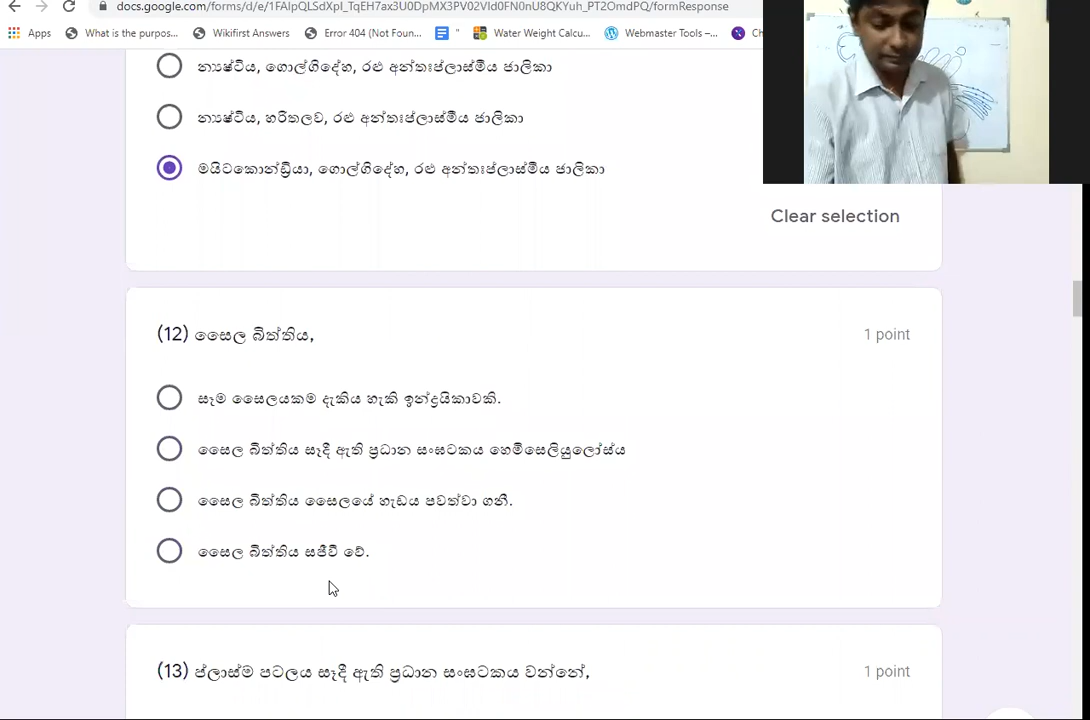 docs.google.com/forms/d/e/1FAIpQLSdXpI_TqEH7ax3U0DpMX3PV02VId0FN0nU8QKYuh_PT2OmdPQ/formResponse
Apps What is the purpos... Wikifirst Answers Error 404 (Not Foun... " Water Weight Calcu... Webmaster Tools –... Ch
න්‍යෂ්ටිය, ගොල්ගිදේහ, රළු අන්තඃප්ලාස්මීය ජාලිකා
න්‍යෂ්ටිය, හරිතලව, රළු අන්තඃප්ලාස්මීය ජාලිකා
මයිටකොන්ඩ්‍රියා, ගොල්ගිදේහ, රළු අන්තඃප්ලාස්මීය ජාලිකා
Clear selection
(12) සෛල බිත්තිය,
1 point
සෑම සෛලයකම දැකිය හැකි ඉන්ද්‍රයිකාවකි.
සෛල බිත්තිය සෑදී ඇති ප්‍රධාන සංඝටකය හෙමිසෙලියුලෝස්ය
සෛල බිත්තිය සෛලයේ හැඩය පවත්වා ගනී.
සෛල බිත්තිය සජීවී වේ.
(13) ප්ලාස්ම පටලය සෑදී ඇති ප්‍රධාන සංඝටකය වන්නේ,
1 point